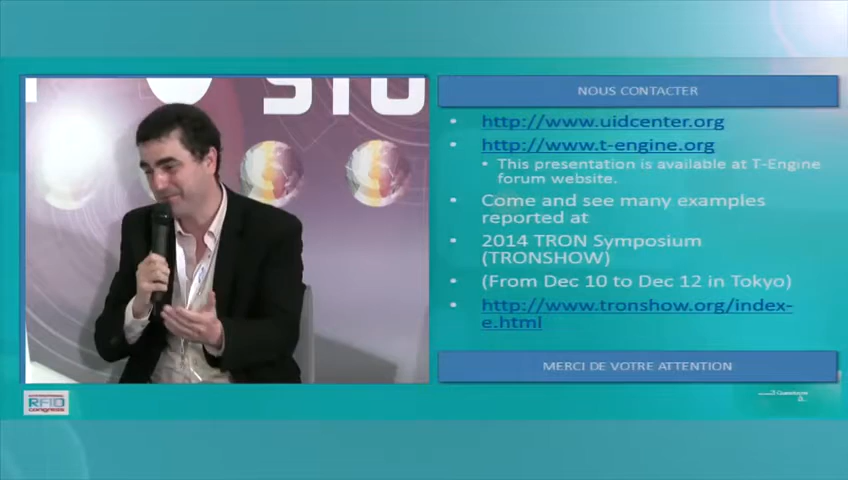 STU
NOUS CONTACTER
• http://www.uidcenter.org
• http://www.t-engine.org
• This presentation is available at T-Engine
forum website.
• Come and see many examples
reported at
• 2014 TRON Symposium
(TRONSHOW)
• (From Dec 10 to Dec 12 in Tokyo)
• http://www.tronshow.org/index-
e.html
MERCI DE VOTRE ATTENTION
RFID
congress